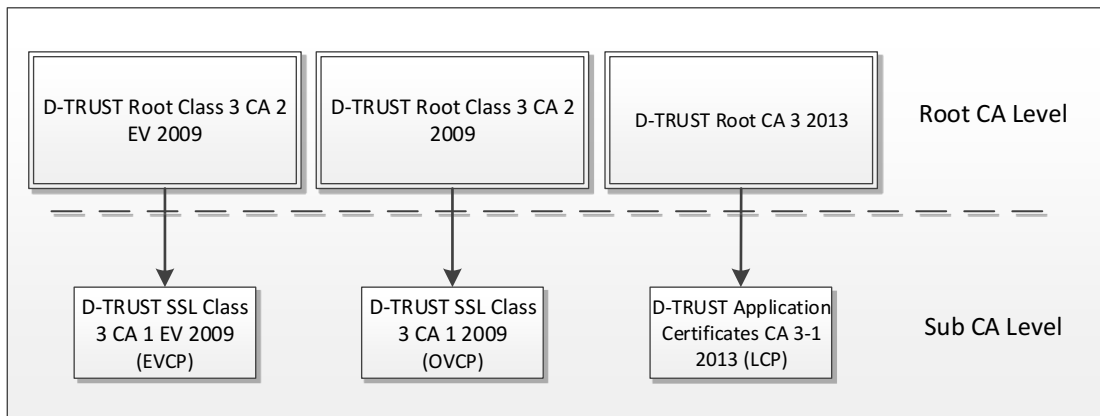 D-TRUST Root Class 3 CA 2
EV 2009
D-TRUST Root Class 3 CA 2
2009
D-TRUST Root CA 3 2013
Root CA Level
D-TRUST SSL Class
3 CA 1 EV 2009
(EVCP)
D-TRUST SSL Class
3 CA 1 2009
(OVCP)
D-TRUST Application
Certificates CA 3-1
2013 (LCP)
Sub CA Level